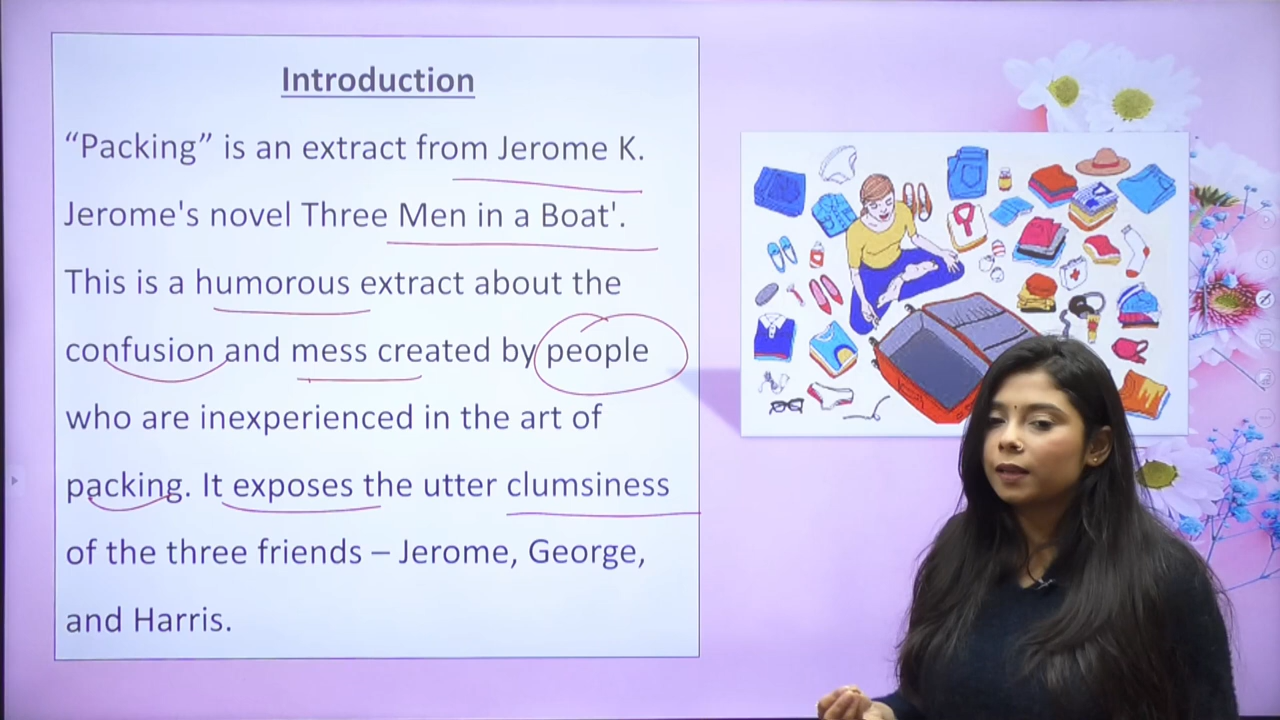 Introduction
“Packing” is an extract from Jerome K.
Jerome's novel Three Men in a Boat'.
This is a humorous extract about the
confusion and mess created by people
who are inexperienced in the art of
packing. It exposes the utter clumsiness
of the three friends – Jerome, George,
and Harris.